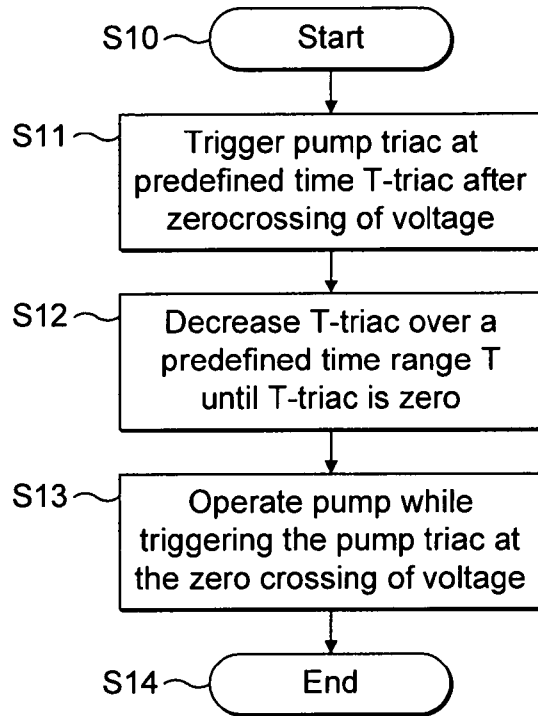 S10
Start
S11
Trigger pump triac at
predefined time T-triac after
zerocrossing of voltage
S12
Decrease T-triac over a
predefined time range T
until T-triac is zero
S13
Operate pump while
triggering the pump triac at
the zero crossing of voltage
S14
End